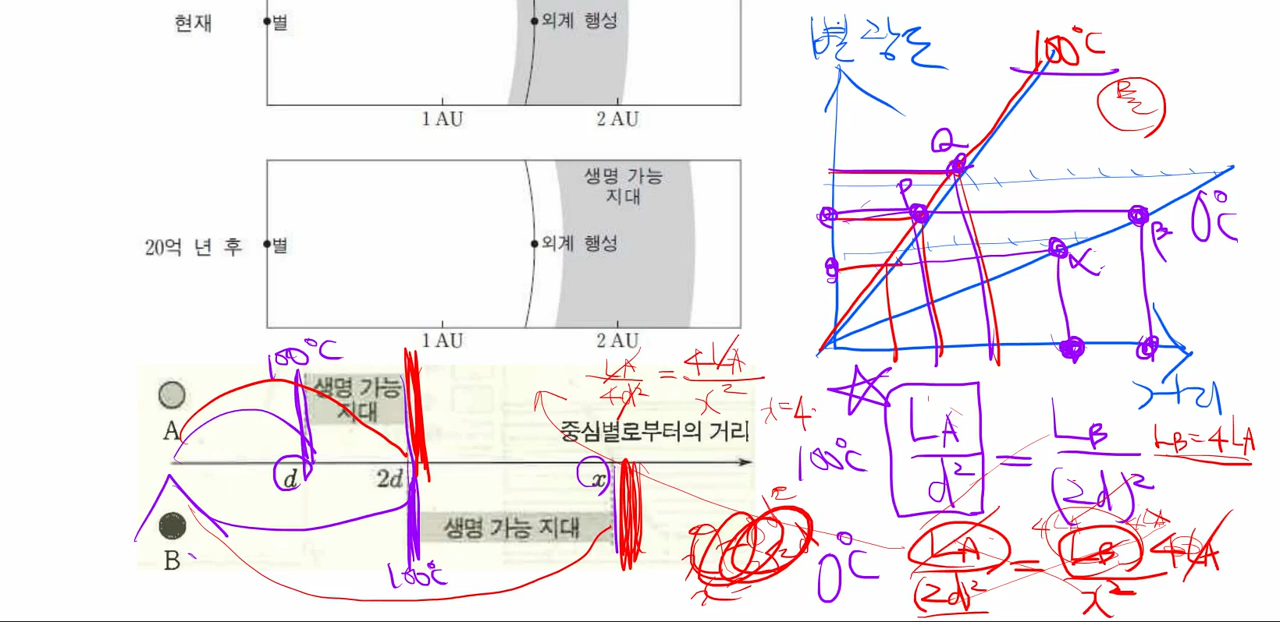 현재
별
외계 행성
1 AU
2 AU
생명 가능
지대
20억 년 후
별
외계 행성
1 AU
2 AU
A
생명 가능
지대
100°C
중심별로부터의 거리
d
2d
x
B
생명 가능 지대
100°C
별 광도
100°C
Q
P
0°C
β
α
거리
LA/4d² = 4LA/x²
x=4
100°C
LA/d² = LB/(2d)²
LB=4LA
0°C
LA/(2d)² = LB/x²
4LA